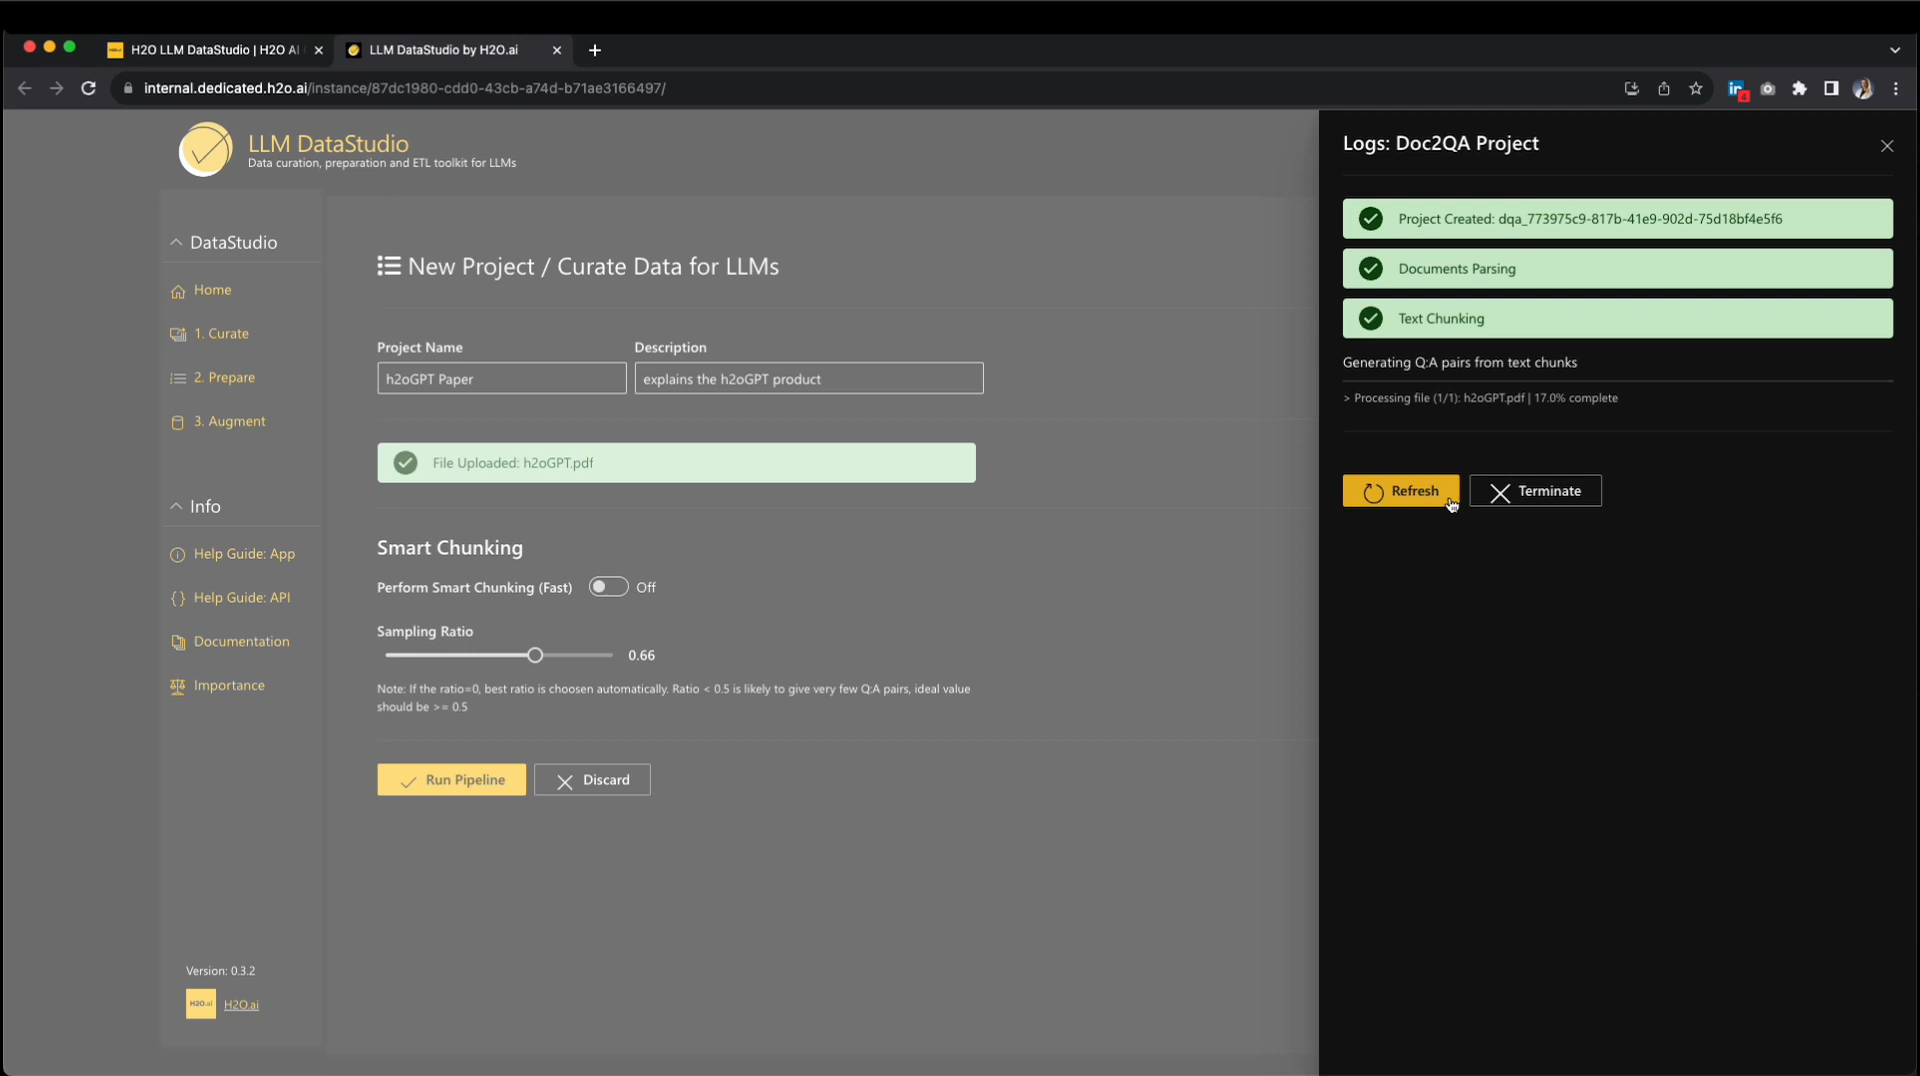 H2O LLM DataStudio | H2O AI
LLM DataStudio by H2O.ai
internal.dedicated.h2o.ai/instance/87dc1980-cdd0-43cb-a74d-b71ae3166497/
4
LLM DataStudio
Data curation, preparation and ETL toolkit for LLMs
DataStudio
Home
1. Curate
2. Prepare
3. Augment
Info
Help Guide: App
Help Guide: API
Documentation
Importance
Version: 0.3.2
H2O.ai
H2O.ai
New Project / Curate Data for LLMs
Project Name
Description
h2oGPT Paper
explains the h2oGPT product
File Uploaded: h2oGPT.pdf
Smart Chunking
Perform Smart Chunking (Fast)
Off
Sampling Ratio
0.66
Note: If the ratio=0, best ratio is choosen automatically. Ratio < 0.5 is likely to give very few Q:A pairs, ideal value
should be >= 0.5
Run Pipeline
Discard
Logs: Doc2QA Project
Project Created: dqa_773975c9-817b-41e9-902d-75d18bf4e5f6
Documents Parsing
Text Chunking
Generating Q:A pairs from text chunks
> Processing file (1/1): h2oGPT.pdf | 17.0% complete
Refresh
Terminate